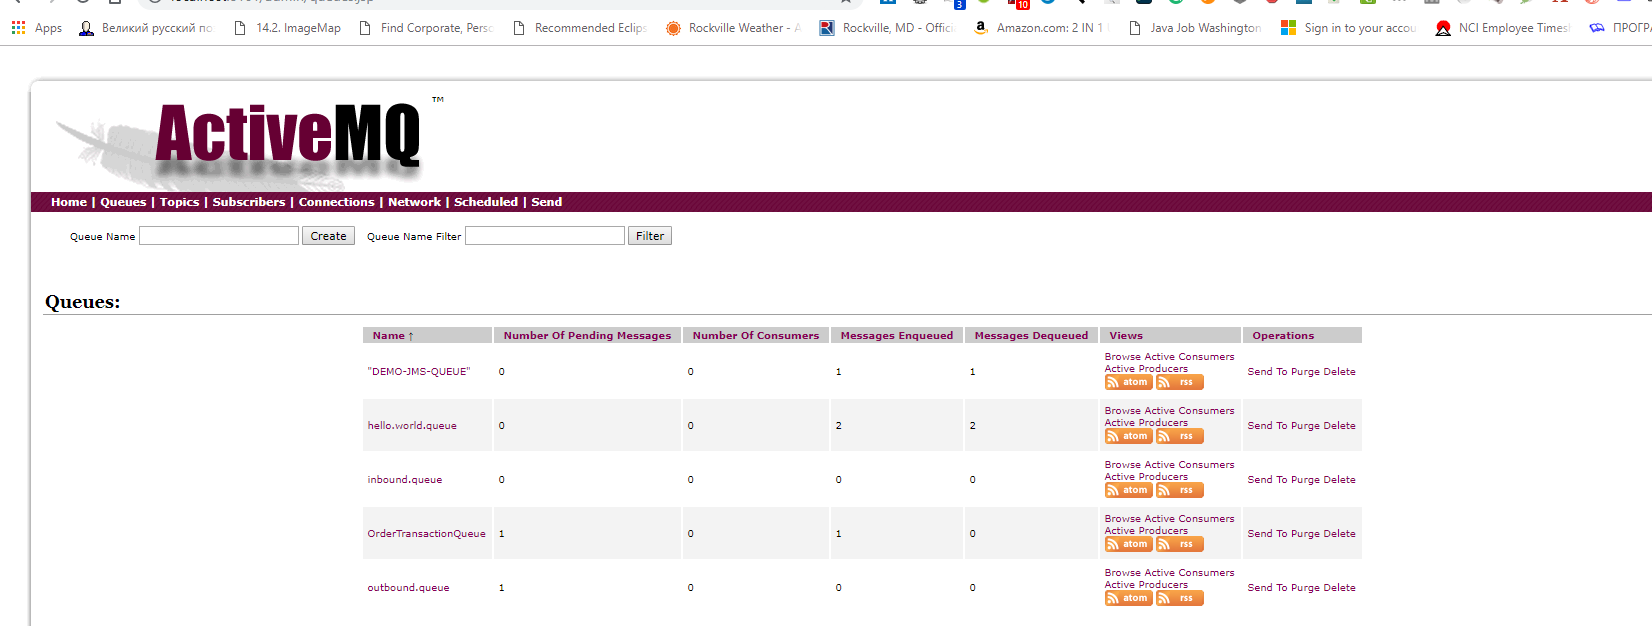 3
10
Apps
Великий русский по
14.2. ImageMap
Find Corporate, Perso
Recommended Eclips
Rockville Weather - A
Rockville, MD - Offici
Amazon.com: 2 IN 1
Java Job Washington
Sign in to your accou
NCI Employee Timesh
ПРОГРА
ActiveMQ ™
Home | Queues | Topics | Subscribers | Connections | Network | Scheduled | Send
Queue Name Create Queue Name Filter Filter
Queues:
Name ↑ Number Of Pending Messages Number Of Consumers Messages Enqueued Messages Dequeued Views Operations
"DEMO-JMS-QUEUE" 0 0 1 1 Browse Active Consumers
Active Producers
atom rss
Send To Purge Delete
hello.world.queue 0 0 2 2 Browse Active Consumers
Active Producers
atom rss
Send To Purge Delete
inbound.queue 0 0 0 0 Browse Active Consumers
Active Producers
atom rss
Send To Purge Delete
OrderTransactionQueue 1 0 1 0 Browse Active Consumers
Active Producers
atom rss
Send To Purge Delete
outbound.queue 1 0 0 0 Browse Active Consumers
Active Producers
atom rss
Send To Purge Delete